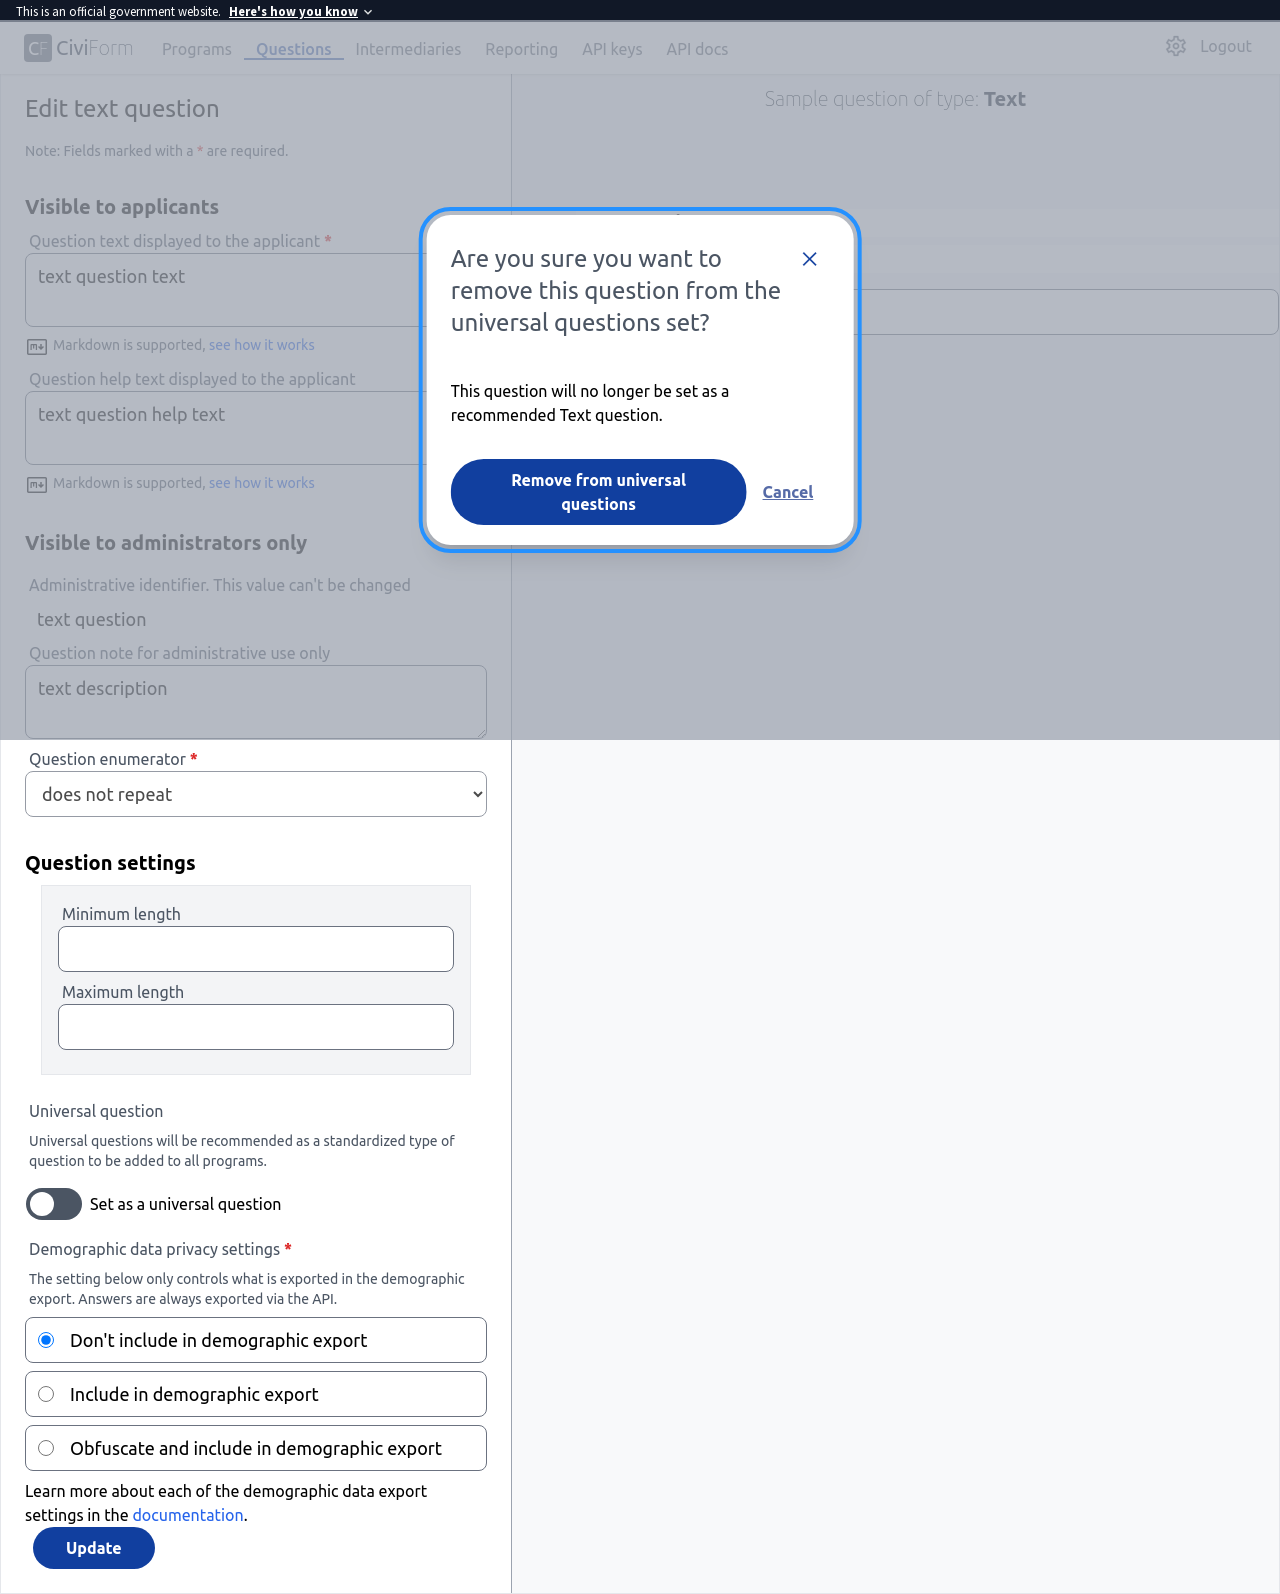 This is an official government website. Here's how you know
CF CiviForm Programs Questions Intermediaries Reporting API keys API docs Logout
Edit text question
Sample question of type: Text
Note: Fields marked with a * are required.
Visible to applicants
Question text displayed to the applicant *
text question text
Markdown is supported, see how it works
Question help text displayed to the applicant
text question help text
Markdown is supported, see how it works
Are you sure you want to
remove this question from the
universal questions set?
This question will no longer be set as a
recommended Text question.
Remove from universal
questions
Cancel
Visible to administrators only
Administrative identifier. This value can't be changed
text question
Question note for administrative use only
text description
Question enumerator *
does not repeat
Question settings
Minimum length
Maximum length
Universal question
Universal questions will be recommended as a standardized type of
question to be added to all programs.
Set as a universal question
Demographic data privacy settings *
The setting below only controls what is exported in the demographic
export. Answers are always exported via the API.
Don't include in demographic export
Include in demographic export
Obfuscate and include in demographic export
Learn more about each of the demographic data export
settings in the documentation.
Update